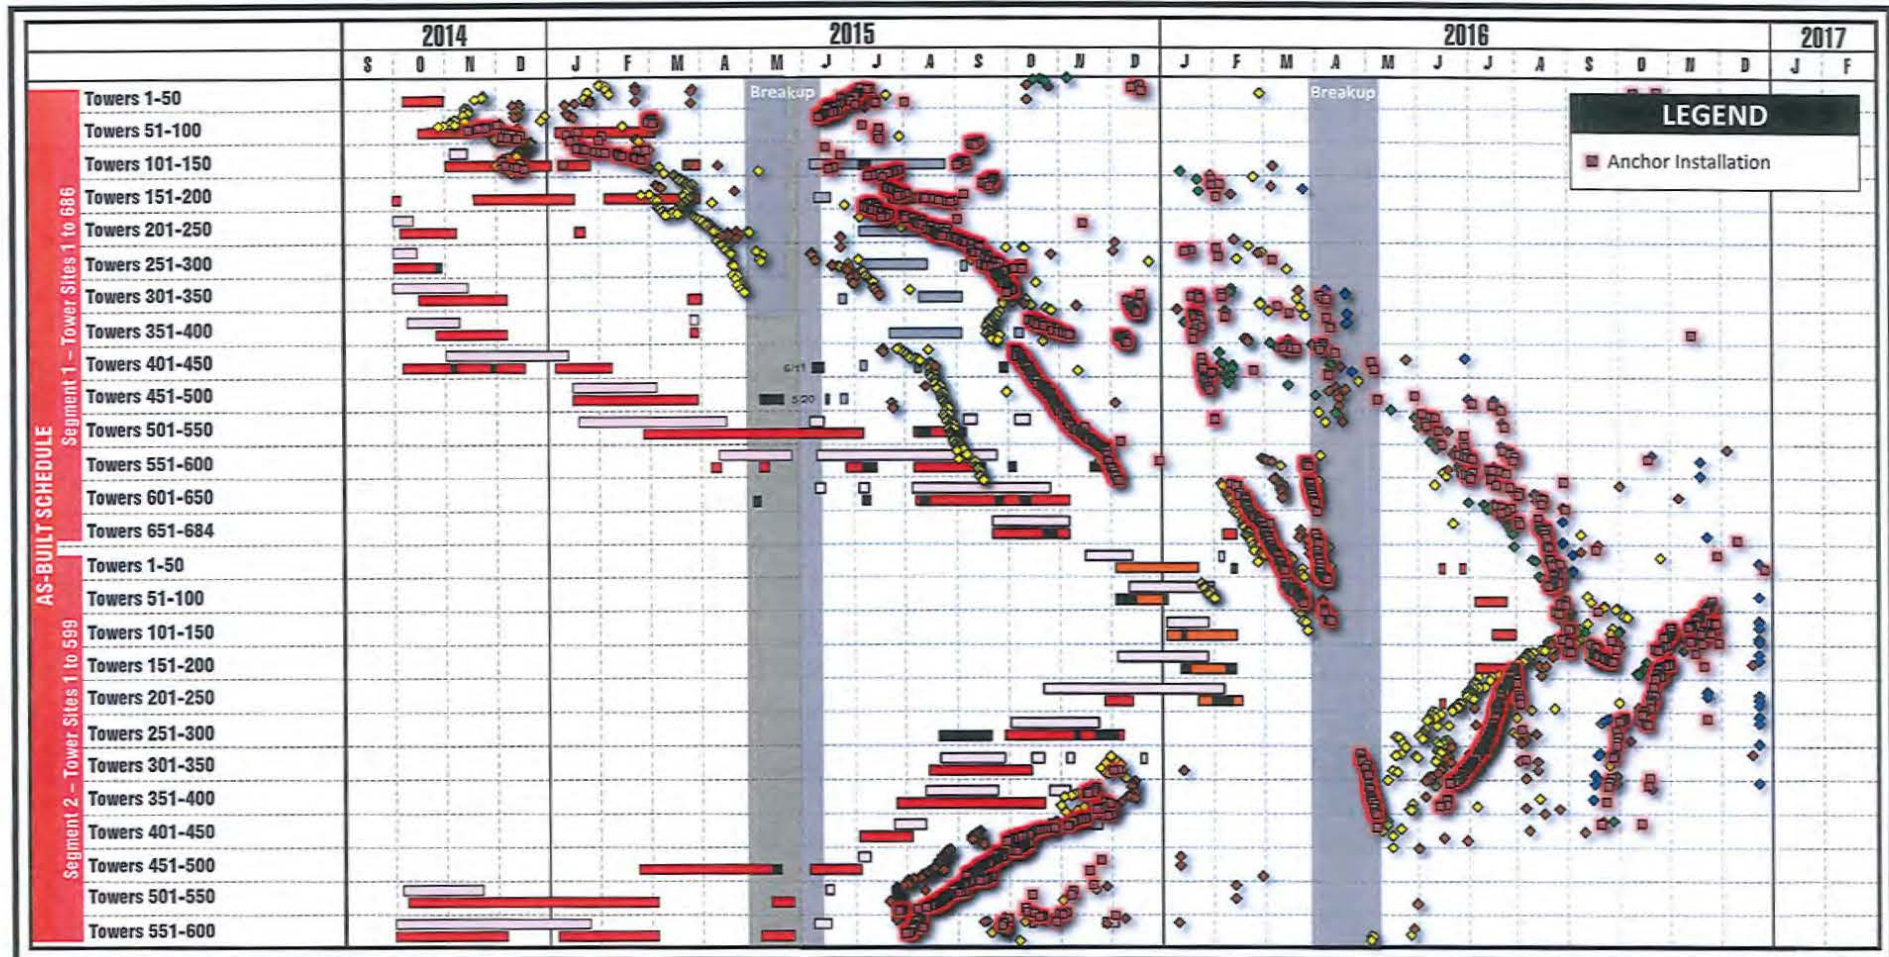 2014 2015 2016 2017
S O N D J F M A M J J A S O N D J F M A M J J A S O N D J F
Breakup Breakup
LEGEND
Anchor Installation
AS-BUILT SCHEDULE
Segment 1 – Tower Sites 1 to 686
Towers 1-50
Towers 51-100
Towers 101-150
Towers 151-200
Towers 201-250
Towers 251-300
Towers 301-350
Towers 351-400
Towers 401-450
6/11
Towers 451-500
5/20
Towers 501-550
Towers 551-600
Towers 601-650
Towers 651-684
Segment 2 – Tower Sites 1 to 599
Towers 1-50
Towers 51-100
Towers 101-150
Towers 151-200
Towers 201-250
Towers 251-300
Towers 301-350
Towers 351-400
Towers 401-450
Towers 451-500
Towers 501-550
Towers 551-600